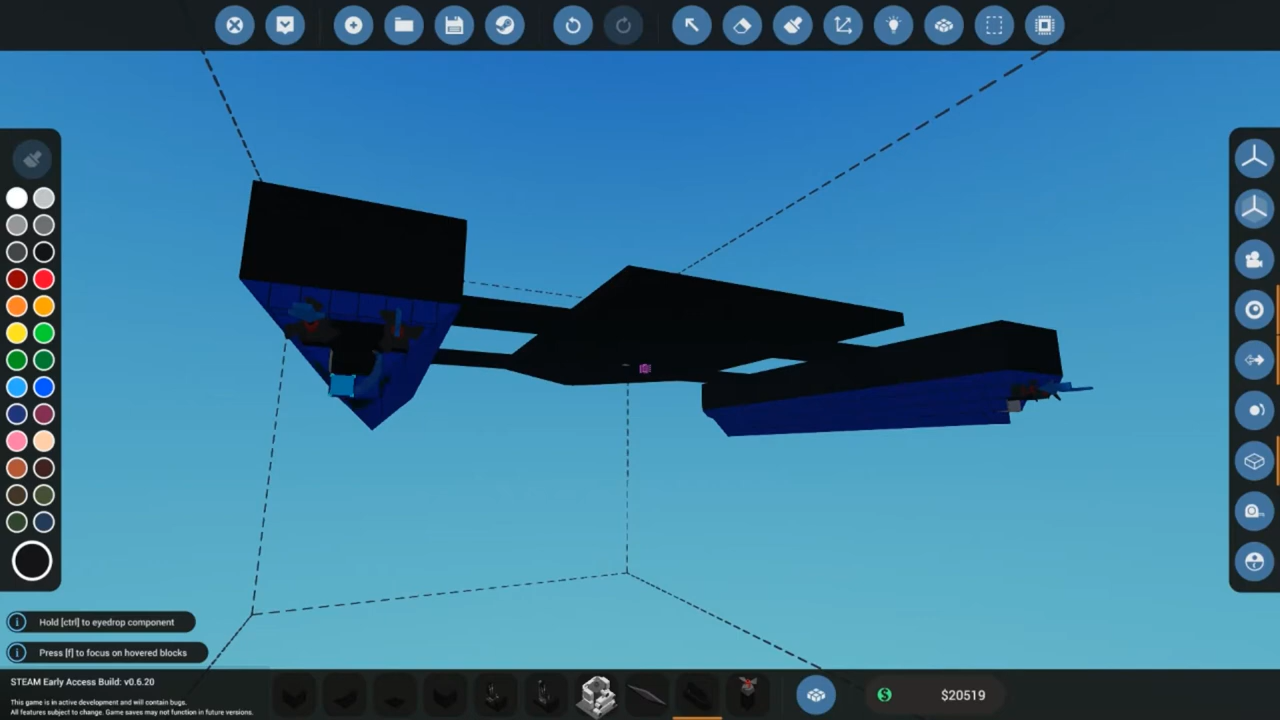 Hold [ctrl] to eyedrop component
Press [f] to focus on hovered blocks
STEAM Early Access Build: v0.6.20
This game is in active development and will contain bugs.
All features subject to change. Game saves may not function in future versions.
$ $20519